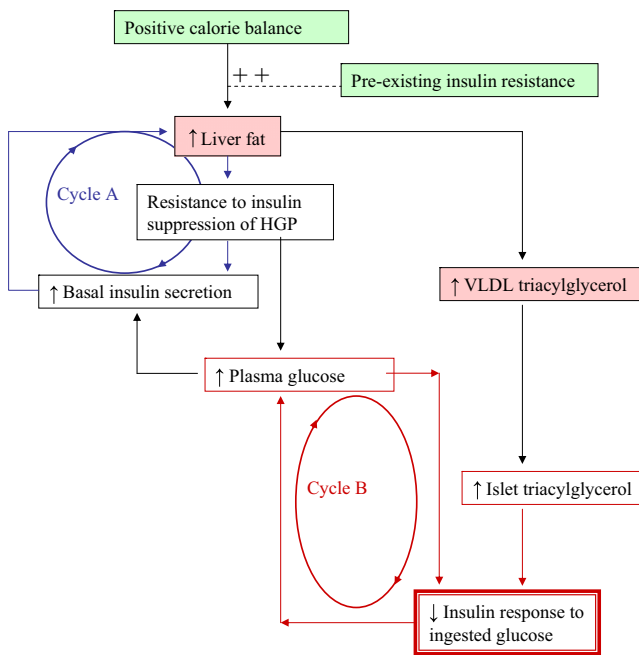 Positive calorie balance
+ +
Pre-existing insulin resistance
↑ Liver fat
Cycle A
Resistance to insulin
suppression of HGP
↑ Basal insulin secretion
↑ VLDL triacylglycerol
↑ Plasma glucose
Cycle B
↑ Islet triacylglycerol
↓ Insulin response to
ingested glucose